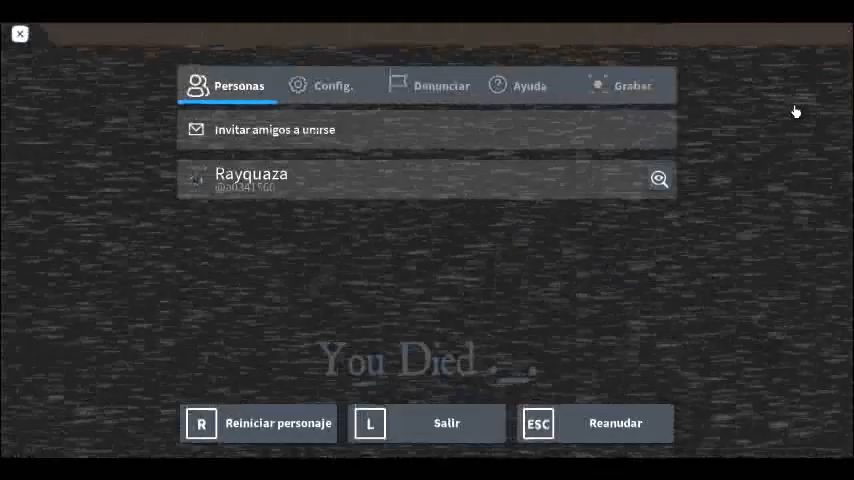 Personas
Config.
Denunciar
Ayuda
Grabar
Invitar amigos a unirse
Rayquaza
You Died ...
R Reiniciar personaje
L Salir
ESC Reanudar